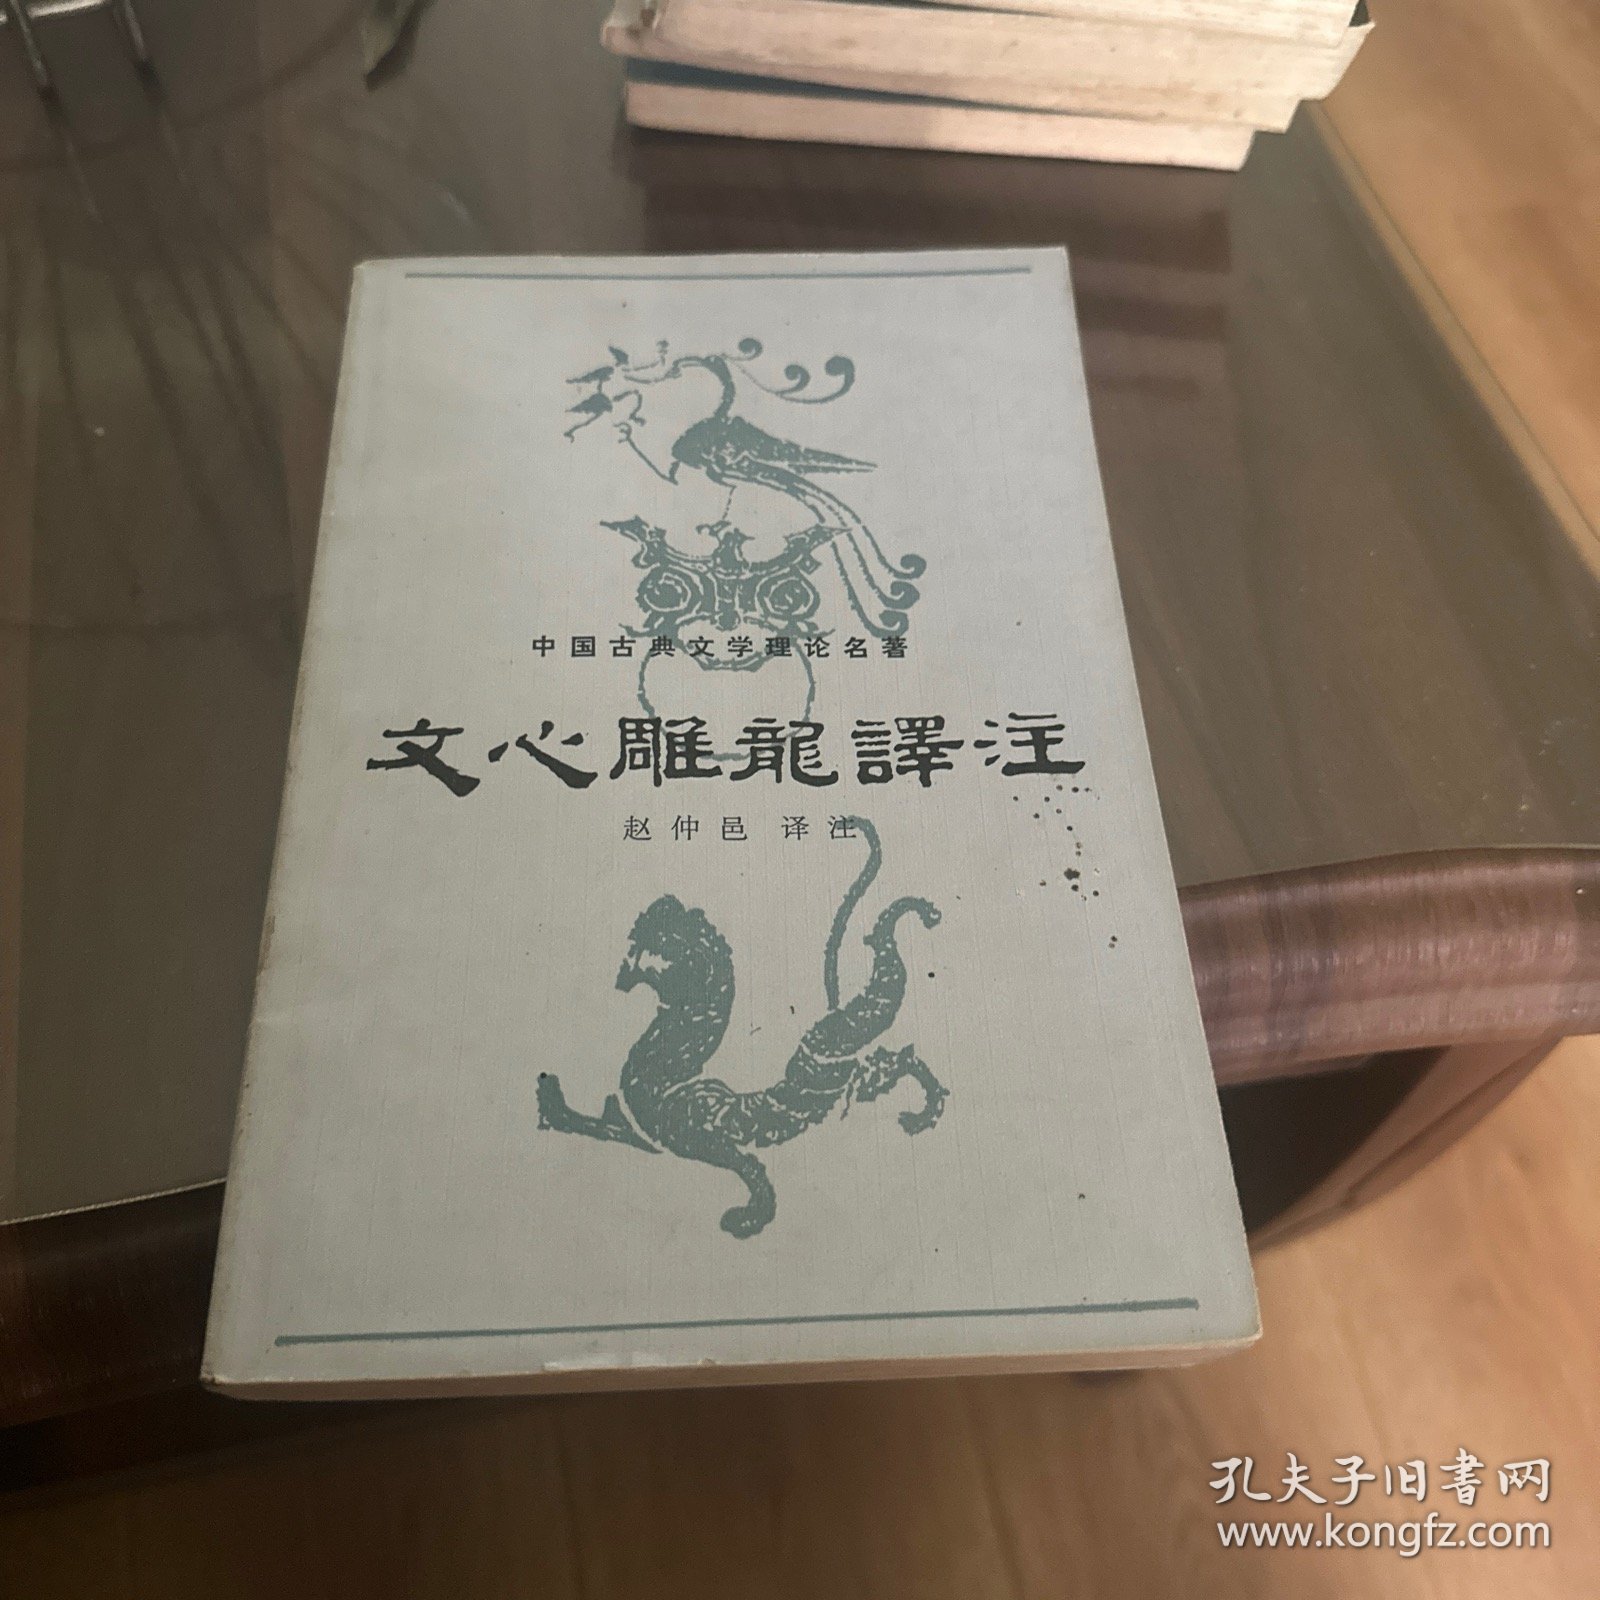 中国古典文学理论名著
文心雕龍譯注
赵仲邑 译注
孔夫子旧书网
www.kongfz.com